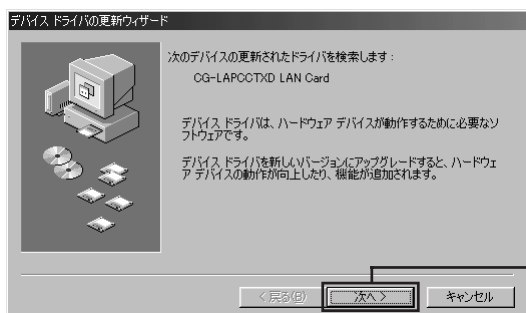 デバイス ドライバの更新ウィザード
次のデバイスの更新されたドライバを検索します：
CG-LAPCCTXD LAN Card
デバイス ドライバは、ハードウェア デバイスが動作するために必要なソ
フトウェアです。
デバイス ドライバを新しいバージョンにアップグレードすると、ハードウェ
ア デバイスの動作が向上したり、機能が追加されます。
< 戻る(B) 次へ > キャンセル